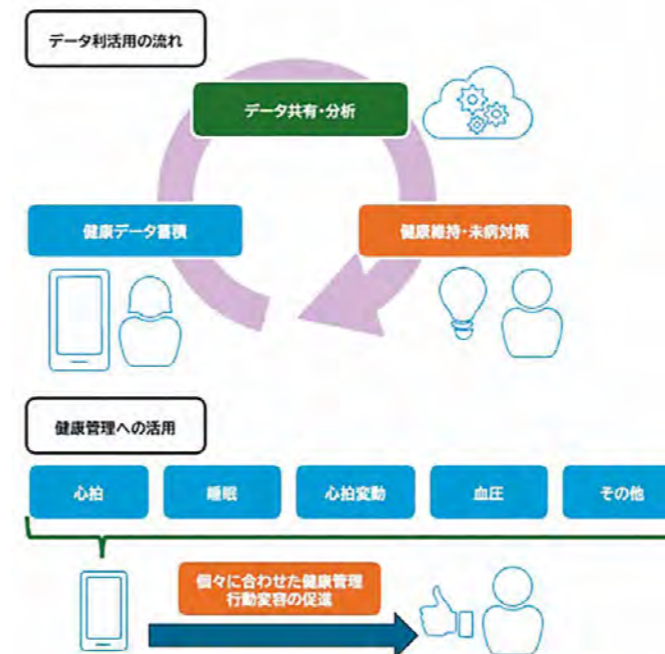 データ利活用の流れ
データ共有・分析
健康データ蓄積
健康維持・未病対策
健康管理への活用
心拍
睡眠
心拍変動
血圧
その他
個々に合わせた健康管理
行動変容の促進